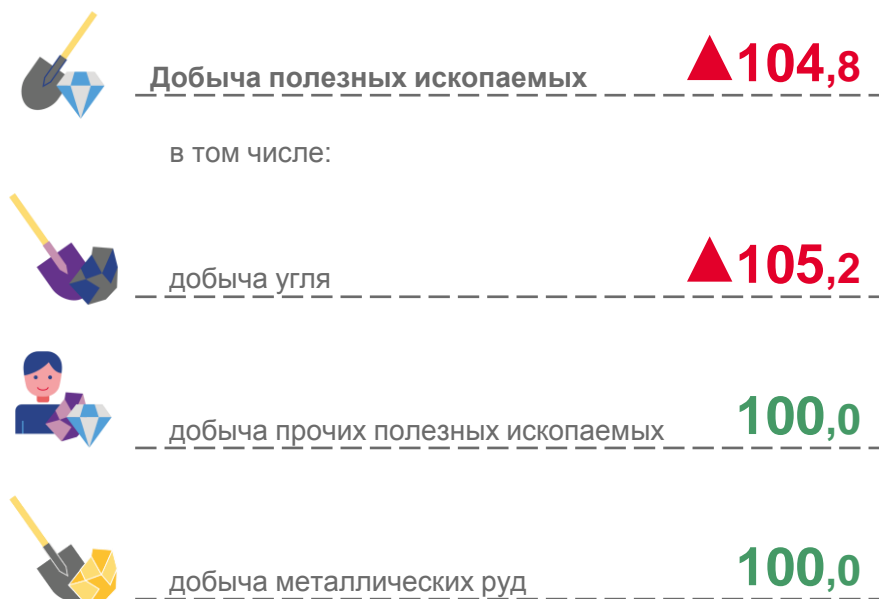 Добыча полезных ископаемых ▲104,8
в том числе:
добыча угля ▲105,2
добыча прочих полезных ископаемых 100,0
добыча металлических руд 100,0